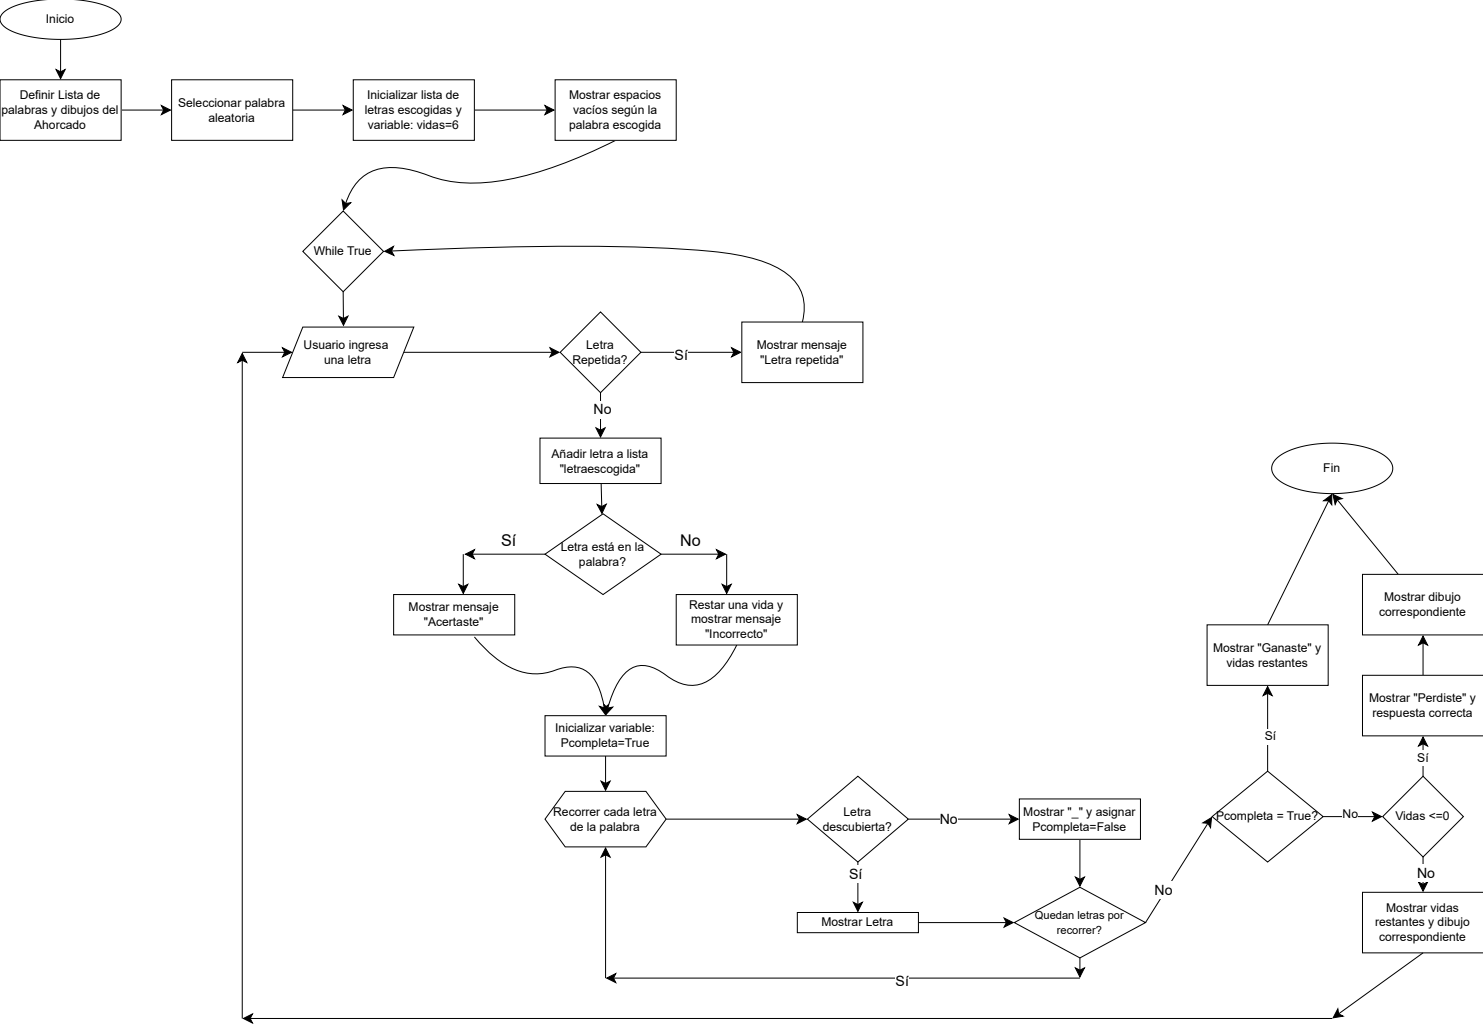 Inicio
Definir Lista de
palabras y dibujos del
Ahorcado
Seleccionar palabra
aleatoria
Inicializar lista de
letras escogidas y
variable: vidas=6
Mostrar espacios
vacíos según la
palabra escogida
While True
Usuario ingresa
una letra
Letra
Repetida?
Sí
Mostrar mensaje
"Letra repetida"
No
Añadir letra a lista
"letraescogida"
Letra está en la
palabra?
Sí
No
Mostrar mensaje
"Acertaste"
Restar una vida y
mostrar mensaje
"Incorrecto"
Inicializar variable:
Pcompleta=True
Recorrer cada letra
de la palabra
Letra
descubierta?
No
Mostrar "_" y asignar
Pcompleta=False
Sí
Mostrar Letra
Quedan letras por
recorrer?
Sí
No
Pcompleta = True?
Sí
Mostrar "Ganaste" y
vidas restantes
No
Vidas <=0
Sí
Mostrar "Perdiste" y
respuesta correcta
Mostrar dibujo
correspondiente
Fin
No
Mostrar vidas
restantes y dibujo
correspondiente